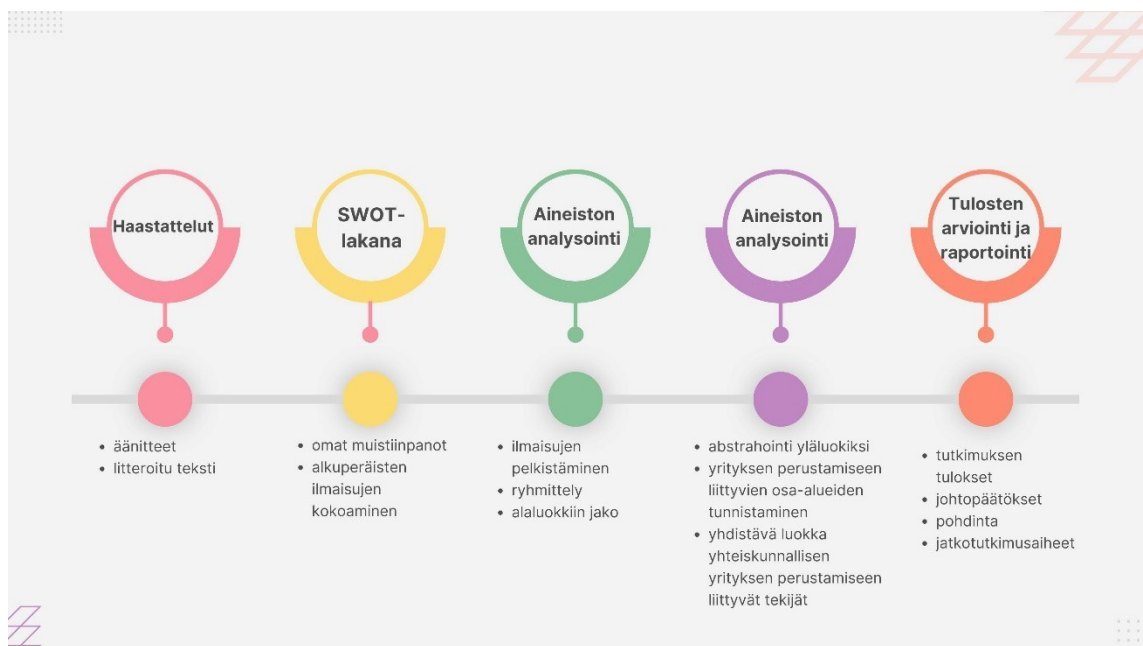 Haastattelut
SWOT-
lakana
Aineiston
analysointi
Aineiston
analysointi
Tulosten
arviointi ja
raportointi
• äänitteet
• litteroitu teksti
• omat muistiinpanot
• alkuperäisten
ilmaisujen
kokoaminen
• ilmaisujen
pelkistäminen
• ryhmittely
• alaluokkiin jako
• abstrahointi yläluokiksi
• yrityksen perustamiseen
liittyvien osa-alueiden
tunnistaminen
• yhdistävä luokka
yhteiskunnallisen
yrityksen perustamiseen
liittyvät tekijät
• tutkimuksen
tulokset
• johtopäätökset
• pohdinta
• jatkotutkimusaiheet